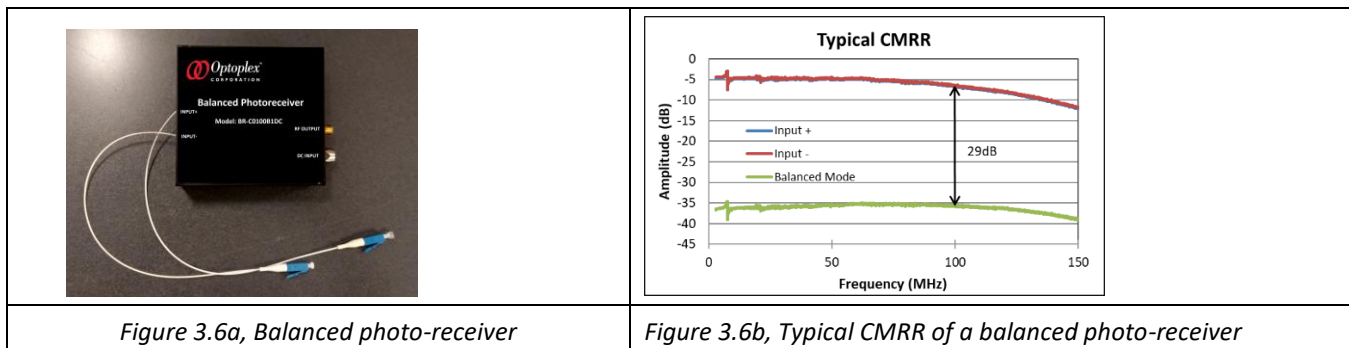 Optoplex
CORPORATION
Balanced Photoreceiver
Model: BR-C0100B1DC
INPUT+
INPUT-
RF OUTPUT
DC INPUT
Typical CMRR
Amplitude (dB)
0
-5
-10
-15
-20
-25
-30
-35
-40
-45
Input +
Input -
Balanced Mode
29dB
0
50
100
150
Frequency (MHz)
Figure 3.6a, Balanced photo-receiver
Figure 3.6b, Typical CMRR of a balanced photo-receiver